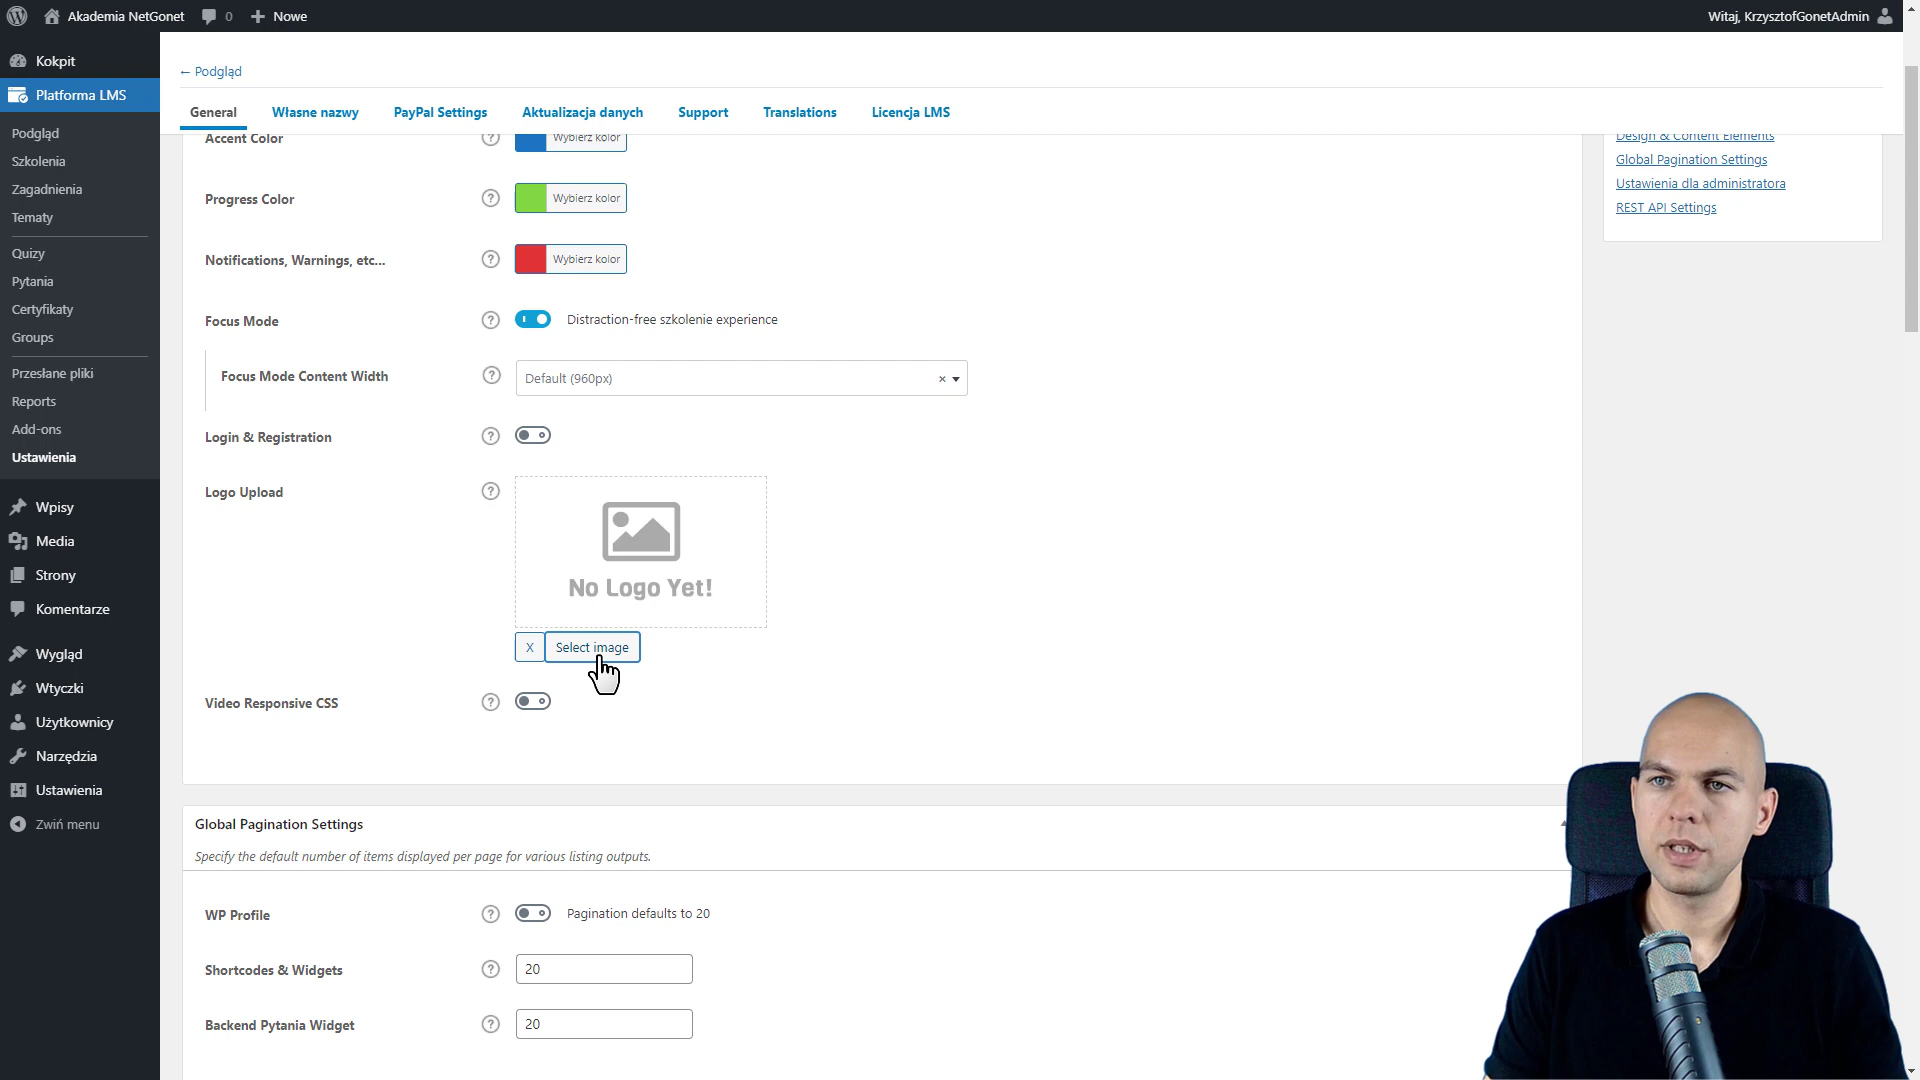 Akademia NetGonet
0
Nowe
Witaj, KrzysztofGonetAdmin
Kokpit
Platforma LMS
Podgląd
Szkolenia
Zagadnienia
Tematy
Quizy
Pytania
Certyfikaty
Groups
Przesłane pliki
Reports
Add-ons
Ustawienia
Wpisy
Media
Strony
Komentarze
Wygląd
Wtyczki
Użytkownicy
Narzędzia
Ustawienia
Zwiń menu
← Podgląd
General
Własne nazwy
PayPal Settings
Aktualizacja danych
Support
Translations
Licencja LMS
Accent Color
? Wybierz kolor
Progress Color
? Wybierz kolor
Notifications, Warnings, etc...
? Wybierz kolor
Focus Mode
? Distraction-free szkolenie experience
Focus Mode Content Width
? Default (960px) ×
Login & Registration
?
Logo Upload
?
No Logo Yet!
X Select image
Video Responsive CSS
?
Global Pagination Settings
Specify the default number of items displayed per page for various listing outputs.
WP Profile
? Pagination defaults to 20
Shortcodes & Widgets
? 20
Backend Pytania Widget
? 20
Design & Content Elements
Global Pagination Settings
Ustawienia dla administratora
REST API Settings